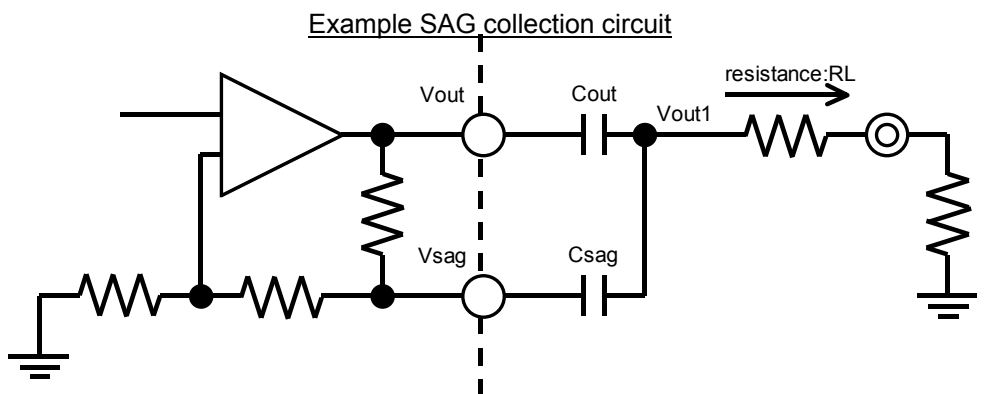 Example SAG collection circuit
resistance:RL
Vout
Cout
Vout1
Vsag
Csag